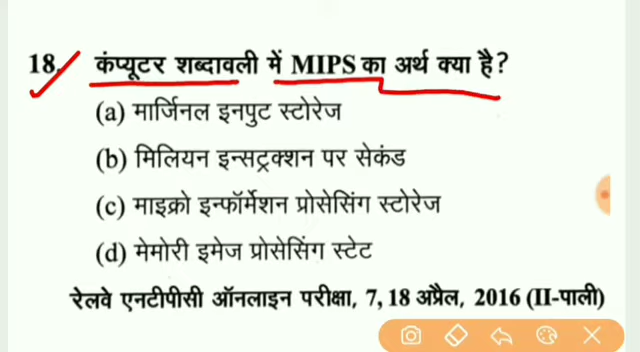 18. कंप्यूटर शब्दावली में MIPS का अर्थ क्या है?
(a) मार्जिनल इनपुट स्टोरेज
(b) मिलियन इन्सट्रक्शन पर सेकंड
(c) माइक्रो इन्फॉर्मेशन प्रोसेसिंग स्टोरेज
(d) मेमोरी इमेज प्रोसेसिंग स्टेट
रेलवे एनटीपीसी ऑनलाइन परीक्षा, 7, 18 अप्रैल, 2016 (II-पाली)